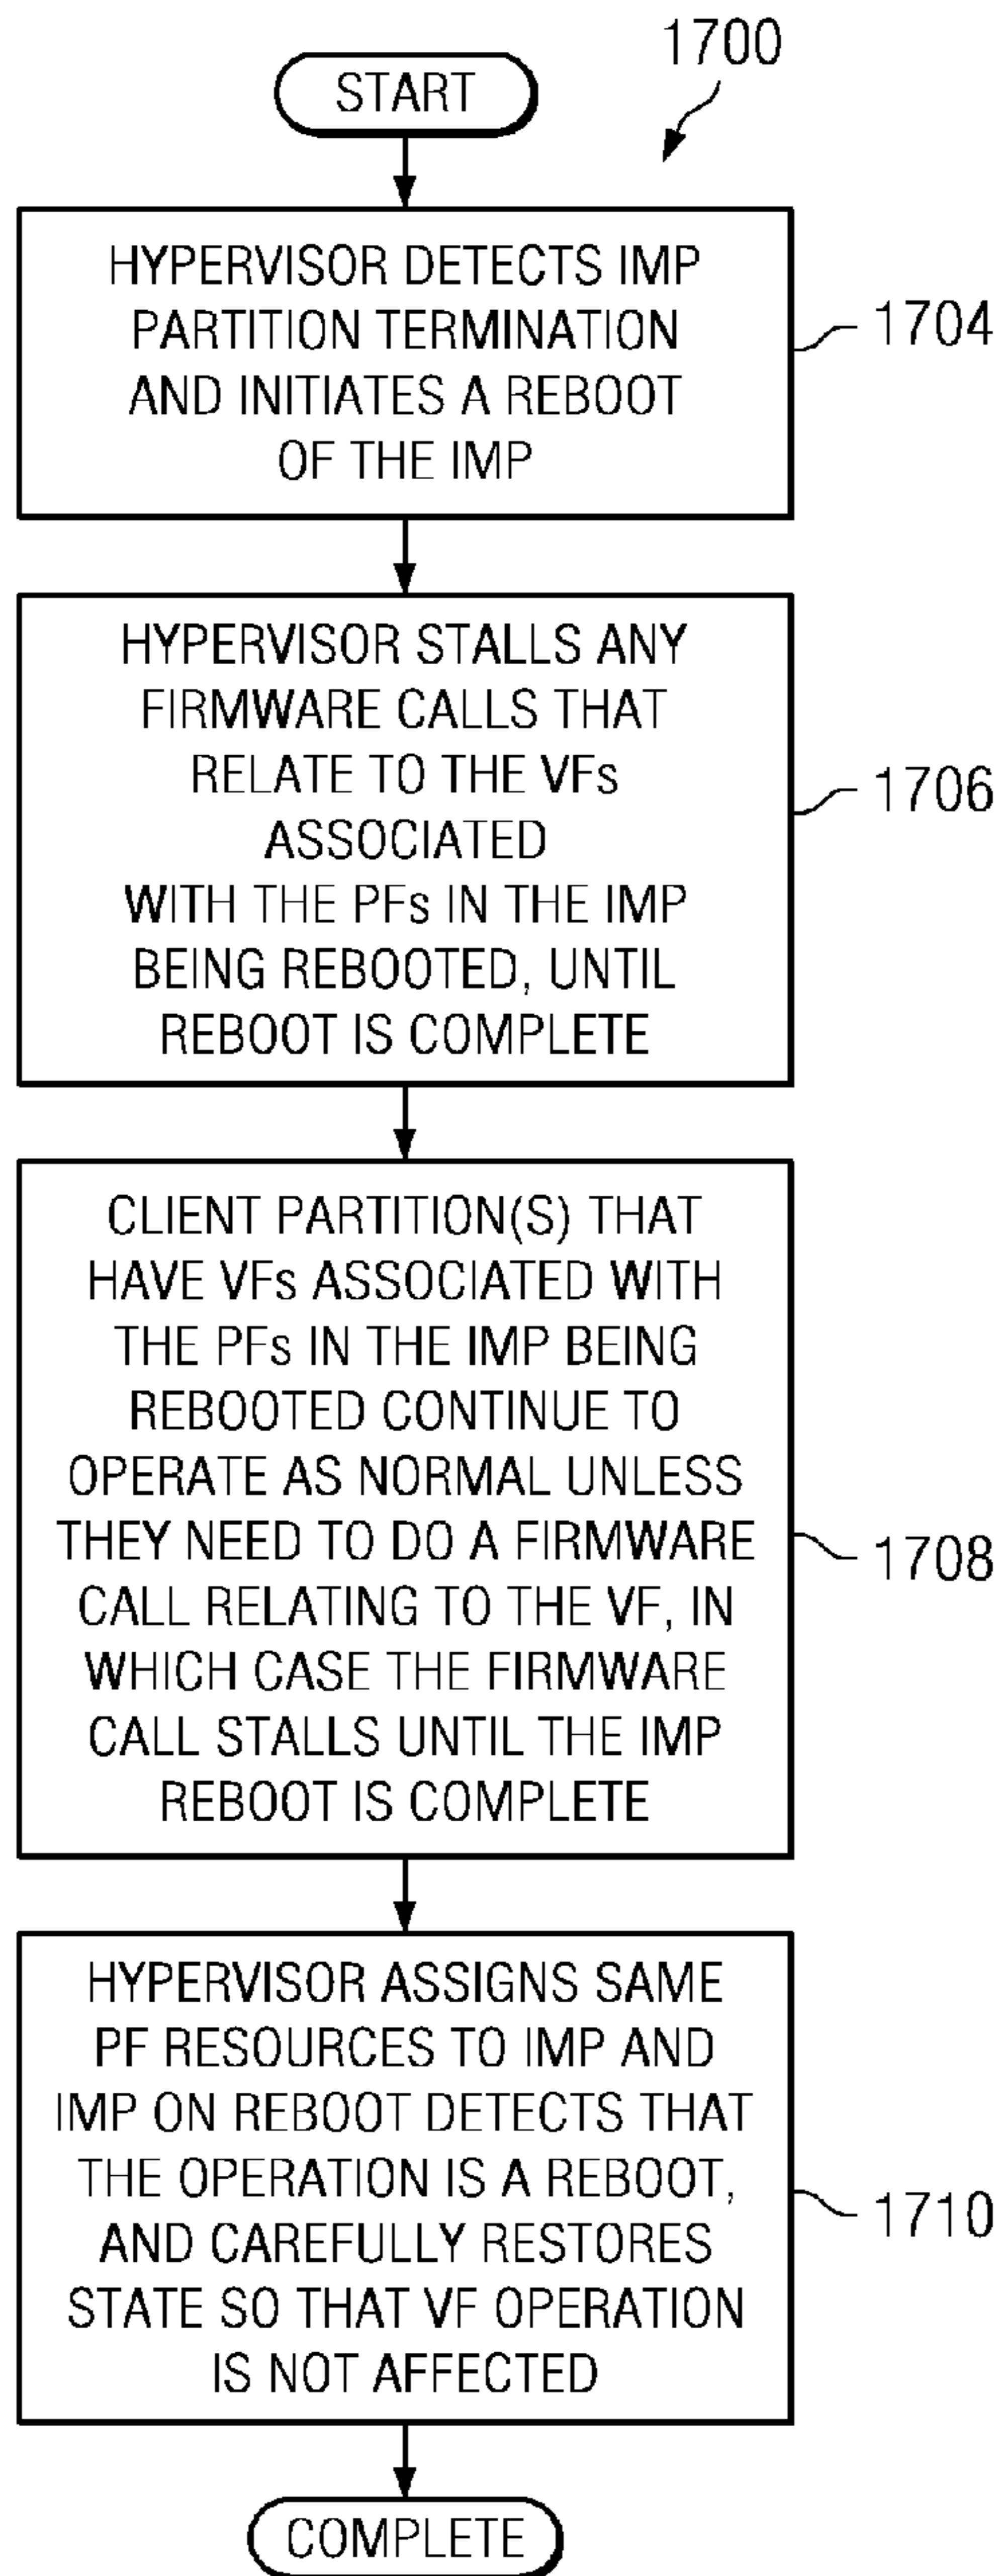 1700
START
HYPERVISOR DETECTS IMP
PARTITION TERMINATION
AND INITIATES A REBOOT
OF THE IMP
1704
HYPERVISOR STALLS ANY
FIRMWARE CALLS THAT
RELATE TO THE VFs
ASSOCIATED
WITH THE PFs IN THE IMP
BEING REBOOTED, UNTIL
REBOOT IS COMPLETE
1706
CLIENT PARTITION(S) THAT
HAVE VFs ASSOCIATED WITH
THE PFs IN THE IMP BEING
REBOOTED CONTINUE TO
OPERATE AS NORMAL UNLESS
THEY NEED TO DO A FIRMWARE
CALL RELATING TO THE VF, IN
WHICH CASE THE FIRMWARE
CALL STALLS UNTIL THE IMP
REBOOT IS COMPLETE
1708
HYPERVISOR ASSIGNS SAME
PF RESOURCES TO IMP AND
IMP ON REBOOT DETECTS THAT
THE OPERATION IS A REBOOT,
AND CAREFULLY RESTORES
STATE SO THAT VF OPERATION
IS NOT AFFECTED
1710
COMPLETE